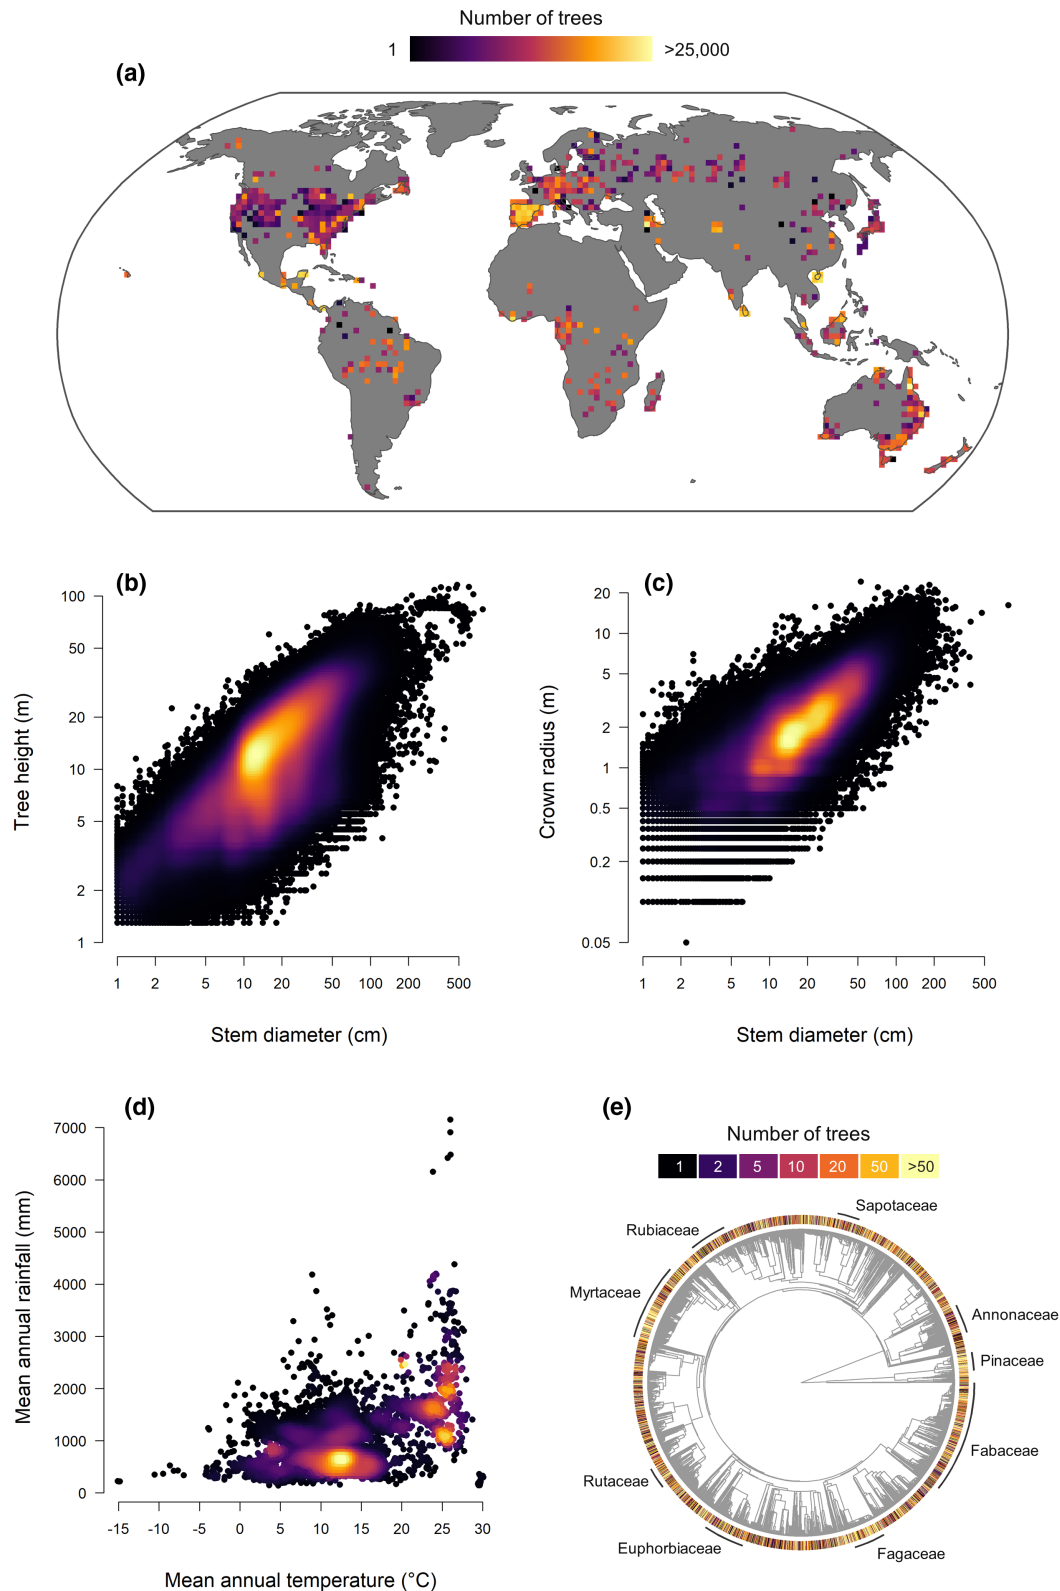 Number of trees
1 >25,000
(a)
(b)
(c)
100
50
20
10
5
2
1
Tree height (m)
1 2 5 10 20 50 100 200 500
Stem diameter (cm)
20
10
5
2
1
0.5
0.2
0.1
0.05
Crown radius (m)
1 2 5 10 20 50 100 200 500
Stem diameter (cm)
(d)
7000
6000
5000
4000
3000
2000
1000
0
Mean annual rainfall (mm)
-15 -10 -5 0 5 10 15 20 25 30
Mean annual temperature (°C)
(e)
Number of trees
1 2 5 10 20 50 >50
Sapotaceae
Rubiaceae
Myrtaceae
Annonaceae
Pinaceae
Fabaceae
Rutaceae
Euphorbiaceae
Fagaceae